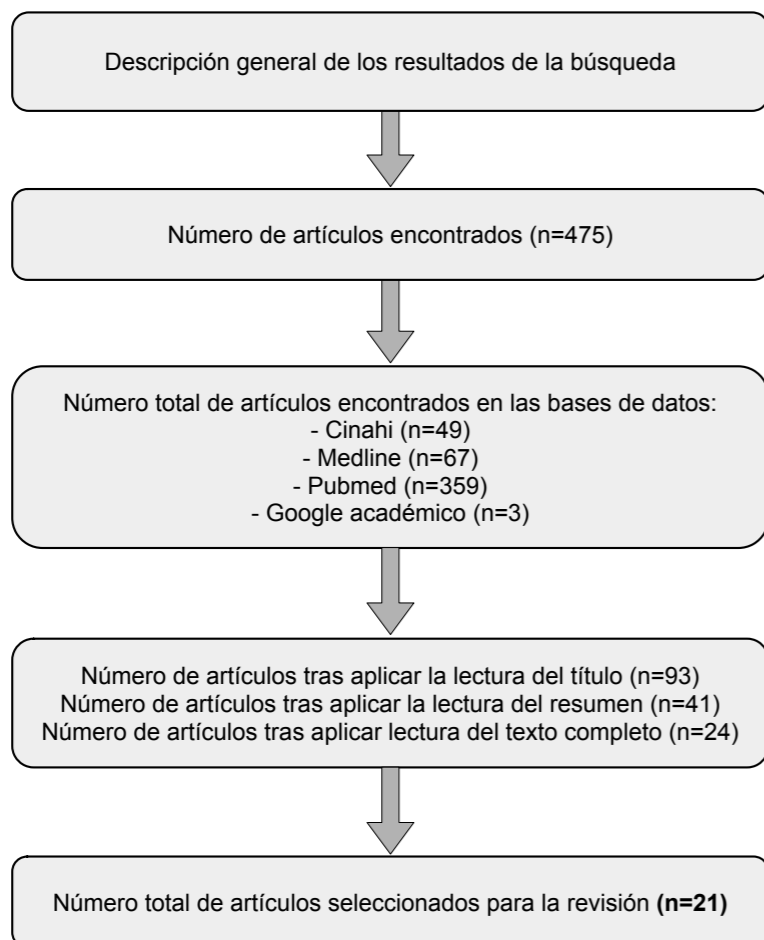 Descripción general de los resultados de la búsqueda
Número de artículos encontrados (n=475)
Número total de artículos encontrados en las bases de datos:
- Cinahi (n=49)
- Medline (n=67)
- Pubmed (n=359)
- Google académico (n=3)
Número de artículos tras aplicar la lectura del título (n=93)
Número de artículos tras aplicar la lectura del resumen (n=41)
Número de artículos tras aplicar lectura del texto completo (n=24)
Número total de artículos seleccionados para la revisión (n=21)